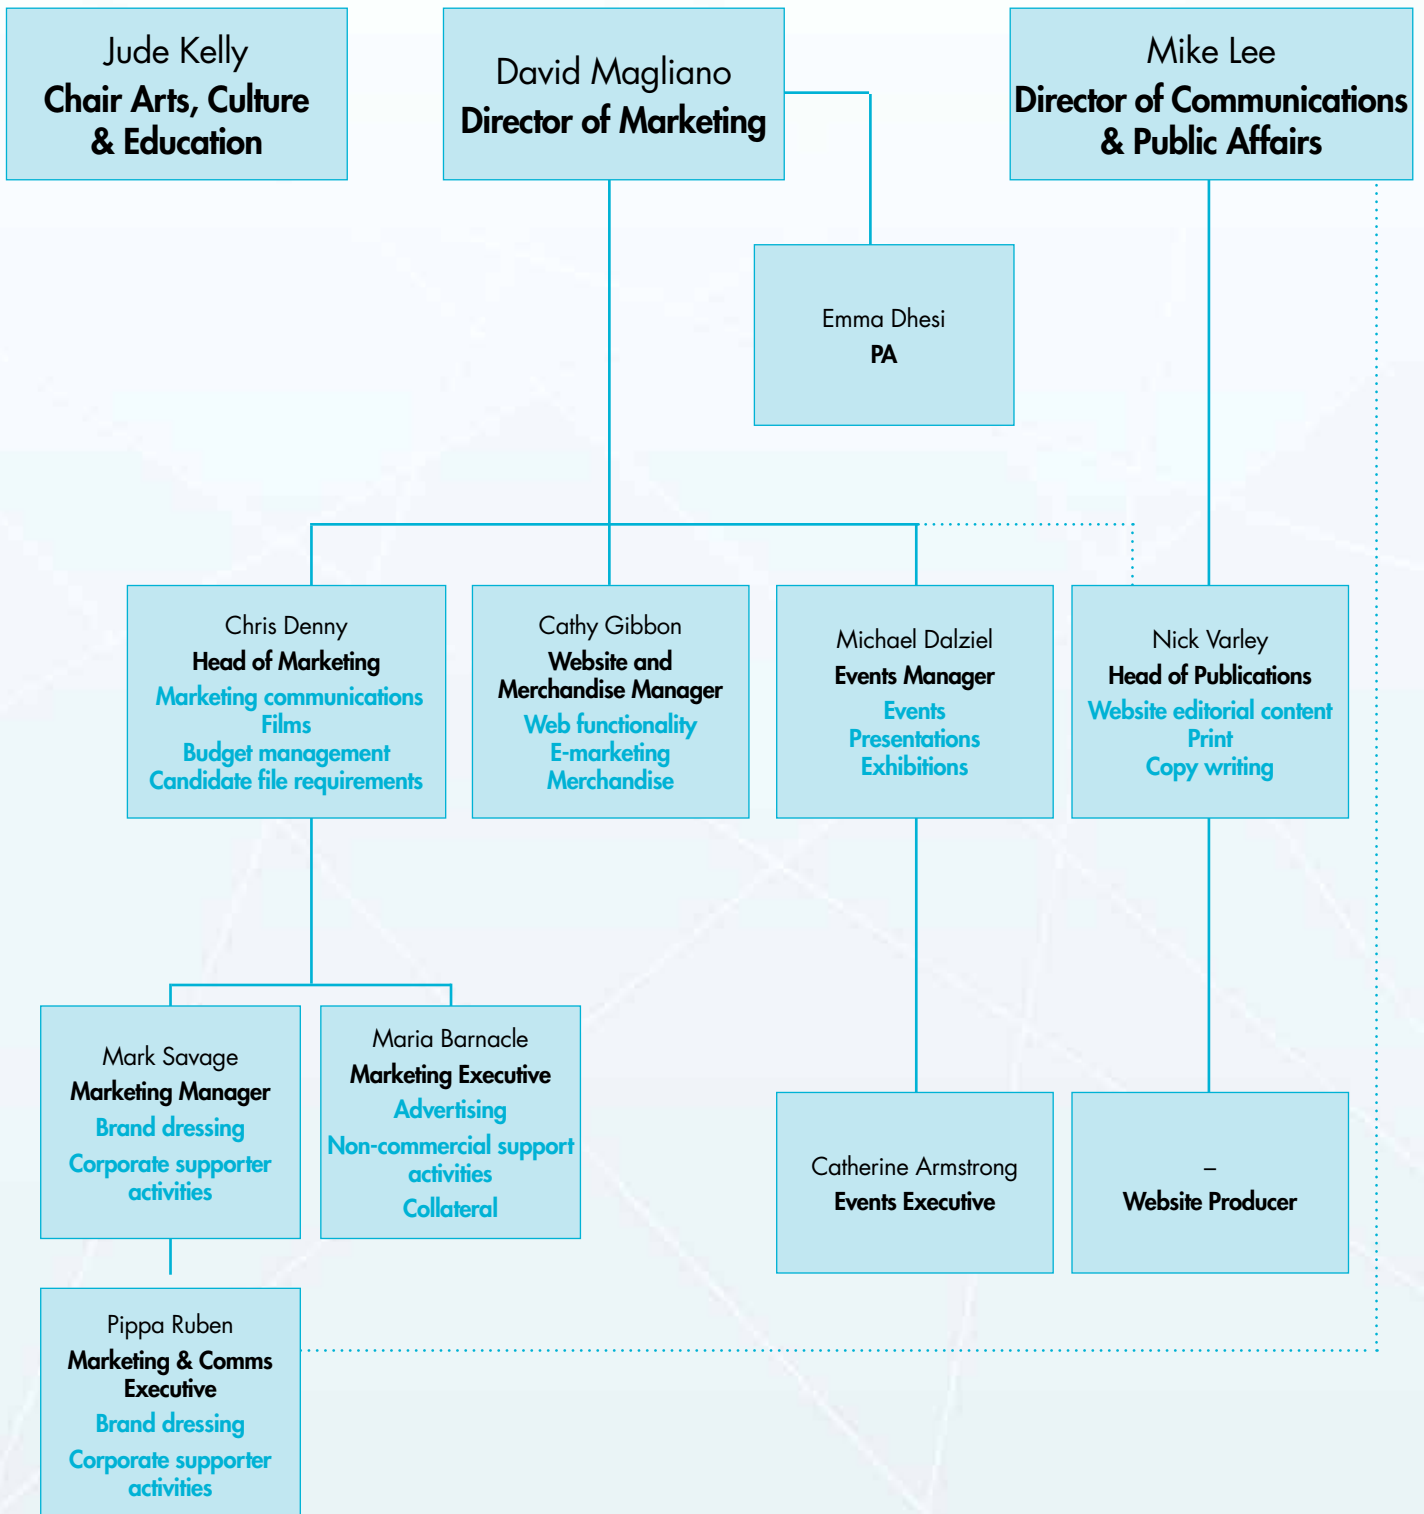 Jude Kelly
Chair Arts, Culture
& Education
David Magliano
Director of Marketing
Mike Lee
Director of Communications
& Public Affairs
Emma Dhesi
PA
Chris Denny
Head of Marketing
Marketing communications
Films
Budget management
Candidate file requirements
Cathy Gibbon
Website and
Merchandise Manager
Web functionality
E-marketing
Merchandise
Michael Dalziel
Events Manager
Events
Presentations
Exhibitions
Nick Varley
Head of Publications
Website editorial content
Print
Copy writing
Mark Savage
Marketing Manager
Brand dressing
Corporate supporter
activities
Maria Barnacle
Marketing Executive
Advertising
Non-commercial support
activities
Collateral
Catherine Armstrong
Events Executive
–
Website Producer
Pippa Ruben
Marketing & Comms
Executive
Brand dressing
Corporate supporter
activities